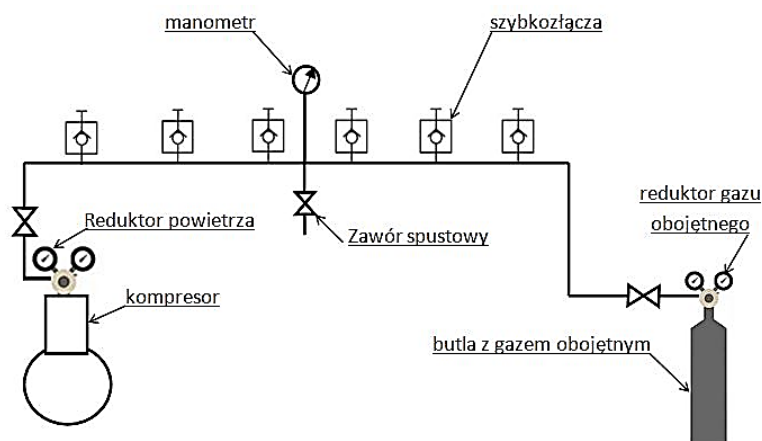 manometr
szybkozłącza
reduktor gazu
obojętnego
Reduktor powietrza
Zawór spustowy
kompresor
butla z gazem obojętnym